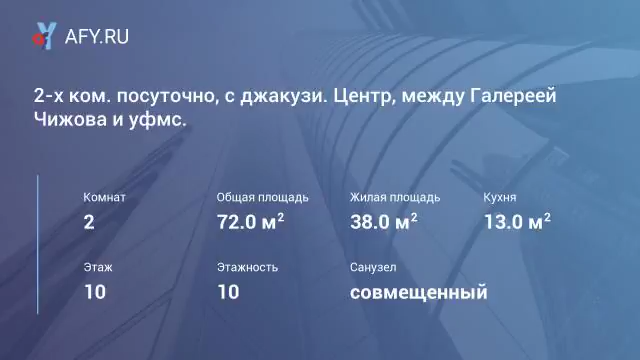 AFY.RU
2-х ком. посуточно, с джакузи. Центр, между Галереей
Чижова и уфмс.
Комнат
Общая площадь
Жилая площадь
Кухня
2
72.0 м²
38.0 м²
13.0 м²
Этаж
Этажность
Санузел
10
10
совмещенный